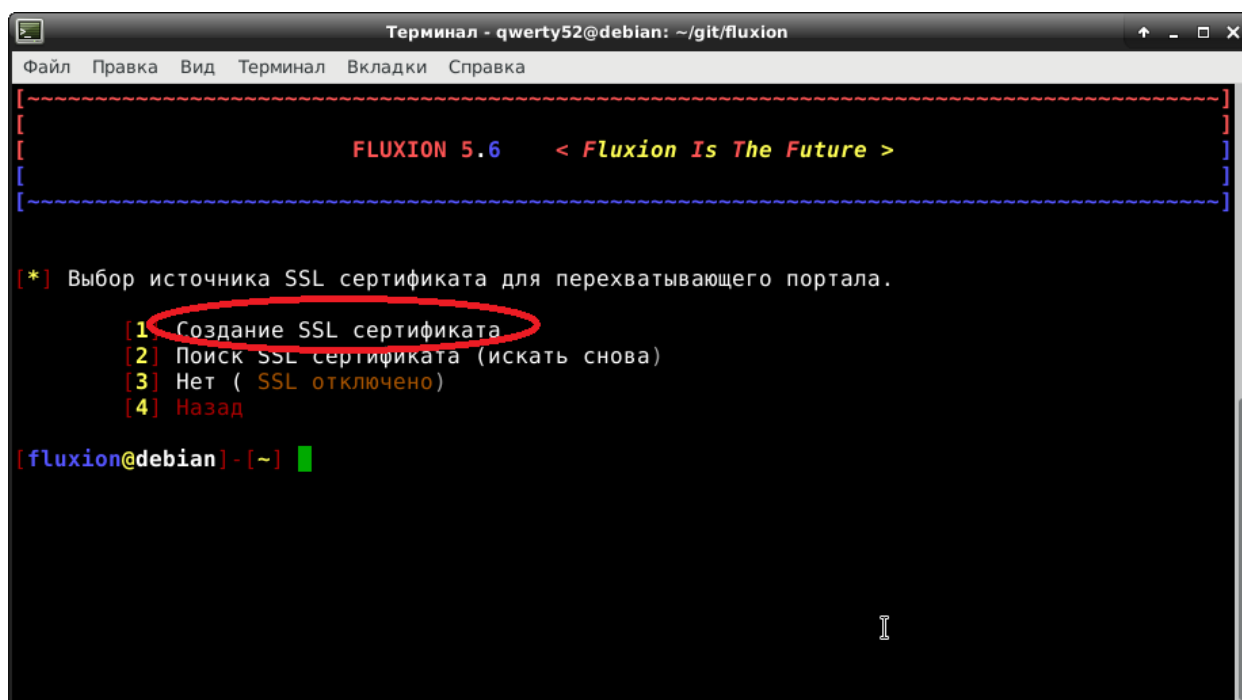 Терминал - qwerty52@debian: ~/git/fluxion
Файл Правка Вид Терминал Вкладки Справка
[~~~~~~~~~~~~~~~~~~~~~~~~~~~~~~~~~~~~~~~~~~~~~~~~~~~~~~~~~~~~~~~~~~~~~~~~~~~~~~~~~~~~~~~~]
[ ]
[ FLUXION 5.6 < Fluxion Is The Future > ]
[ ]
[~~~~~~~~~~~~~~~~~~~~~~~~~~~~~~~~~~~~~~~~~~~~~~~~~~~~~~~~~~~~~~~~~~~~~~~~~~~~~~~~~~~~~~~~]
[*] Выбор источника SSL сертификата для перехватывающего портала.
[1] Создание SSL сертификата
[2] Поиск SSL сертификата (искать снова)
[3] Нет ( SSL отключено)
[4] Назад
[fluxion@debian]-[~]